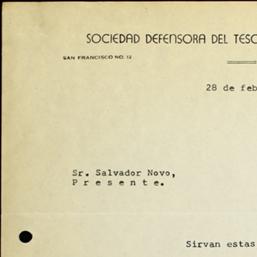 SOCIEDAD DEFENSORA DEL TESO
SAN FRANCISCO NO. 12
28 de feb
Sr. Salvador Novo,
P r e s e n t e .
Sirvan estas